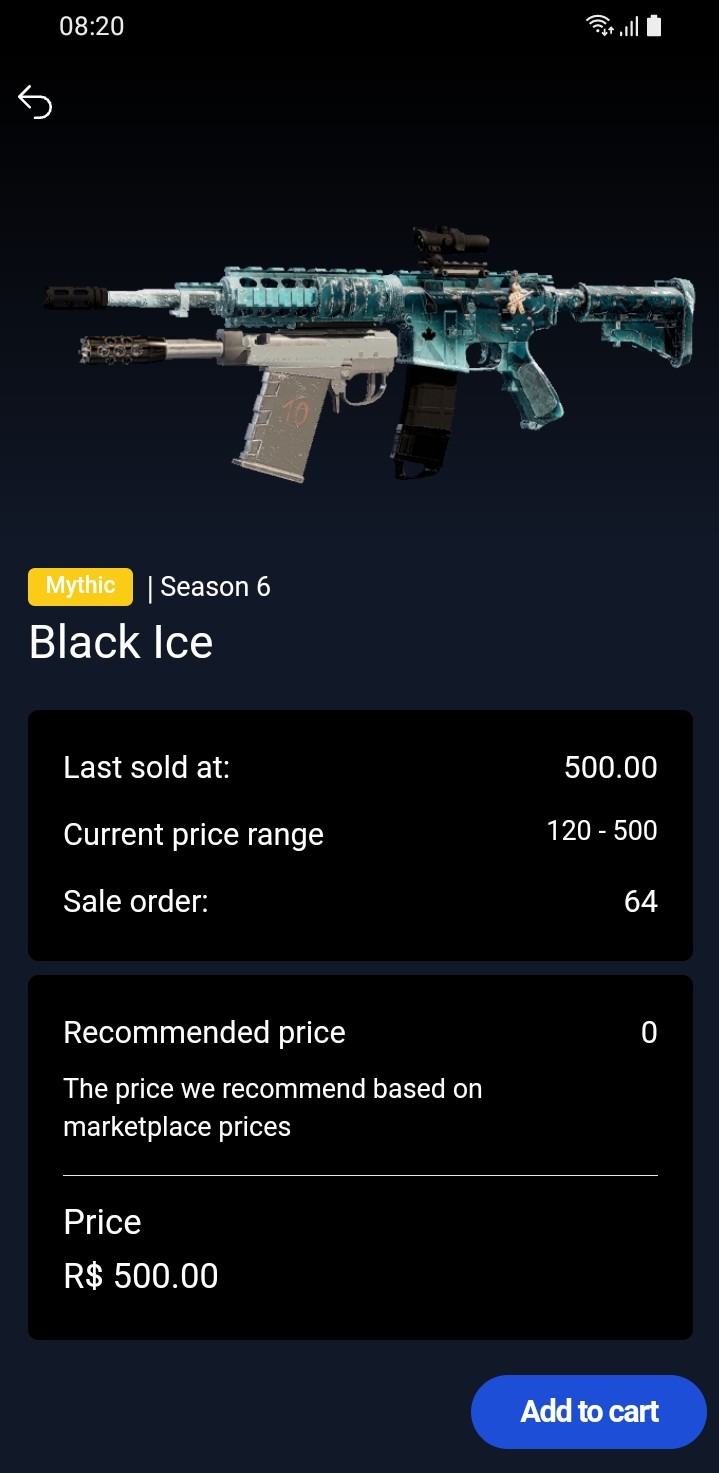 08:20
Mythic | Season 6
Black Ice
Last sold at: 500.00
Current price range 120 - 500
Sale order: 64
Recommended price 0
The price we recommend based on
marketplace prices
Price
R$ 500.00
Add to cart
10